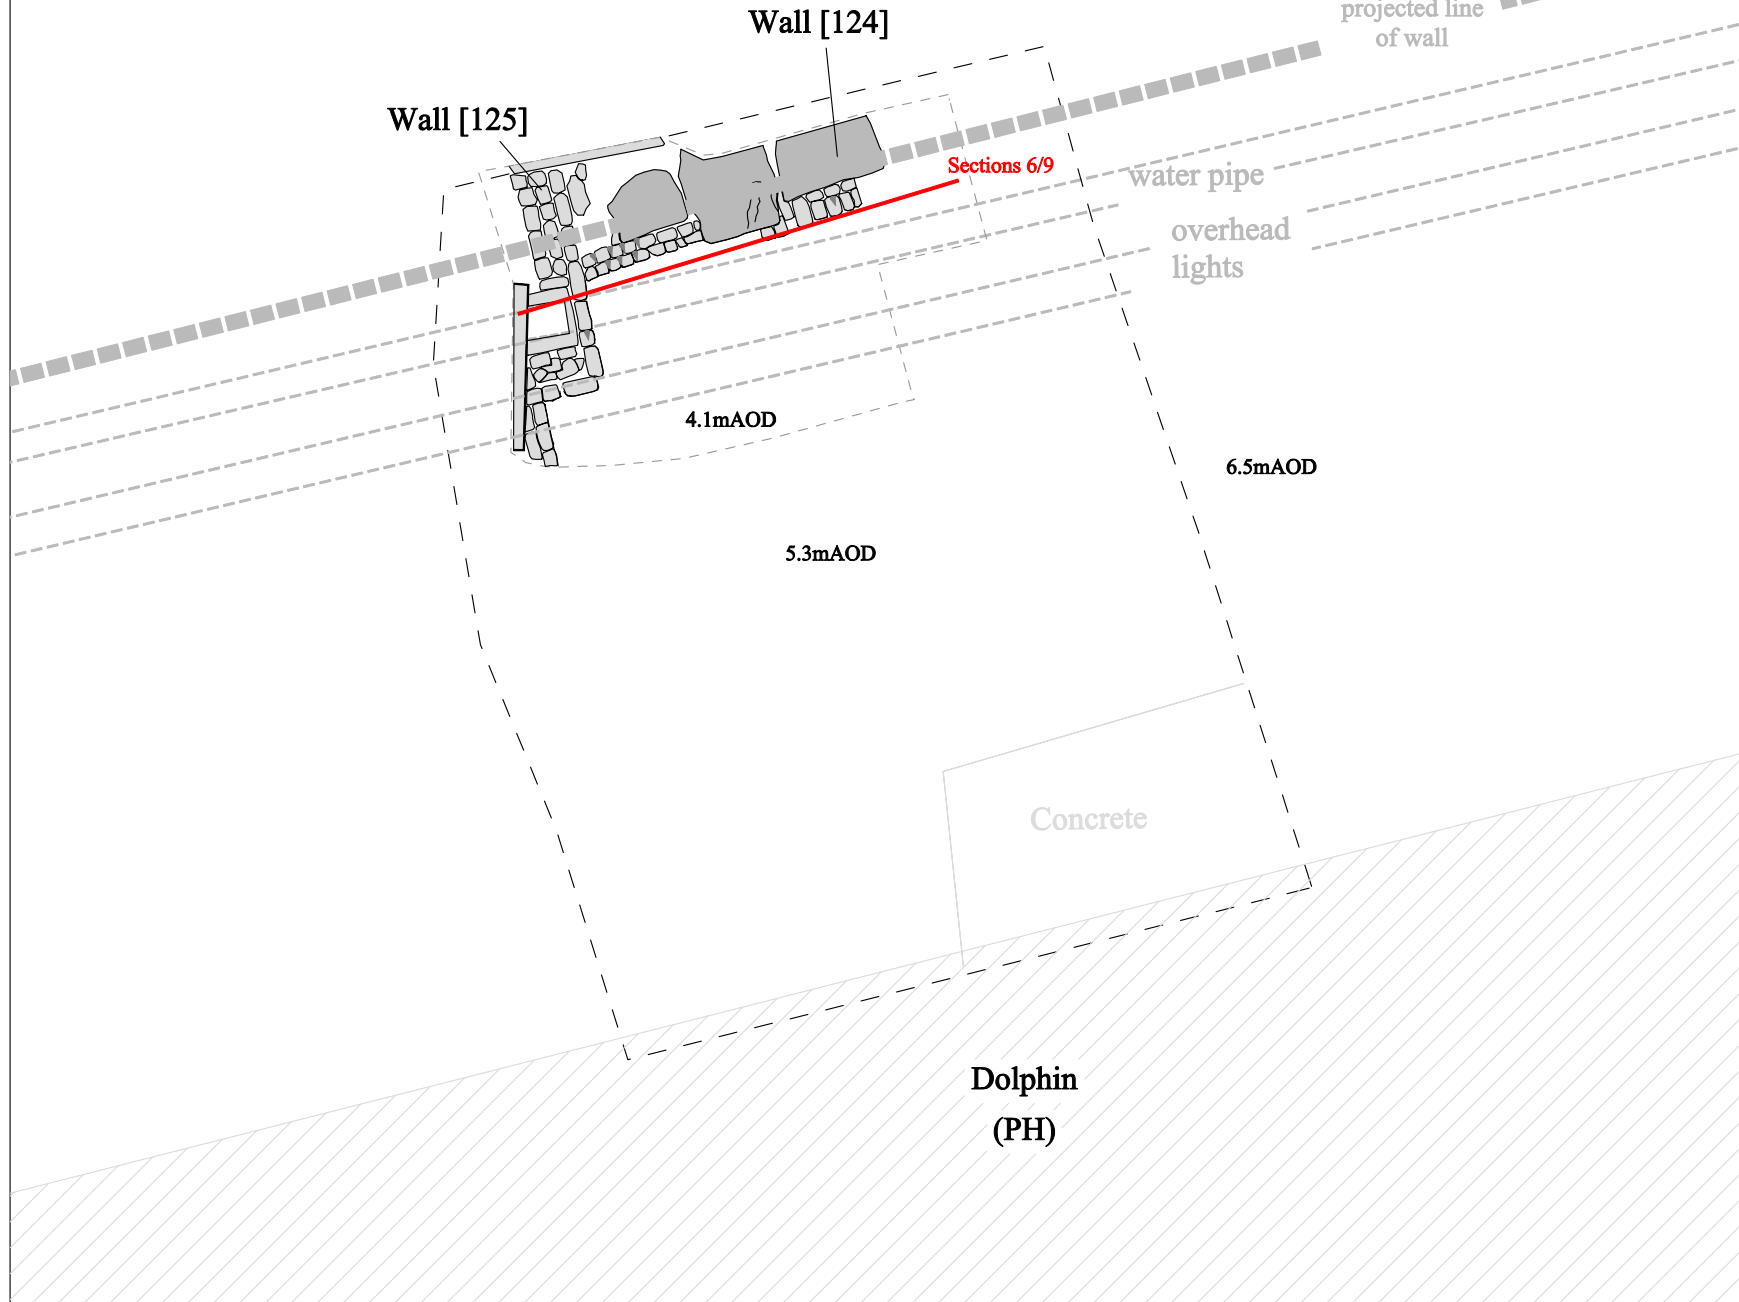 projected line
of wall
Wall [124]
Wall [125]
Sections 6/9
water pipe
overhead
lights
4.1mAOD
6.5mAOD
5.3mAOD
Concrete
Dolphin
(PH)